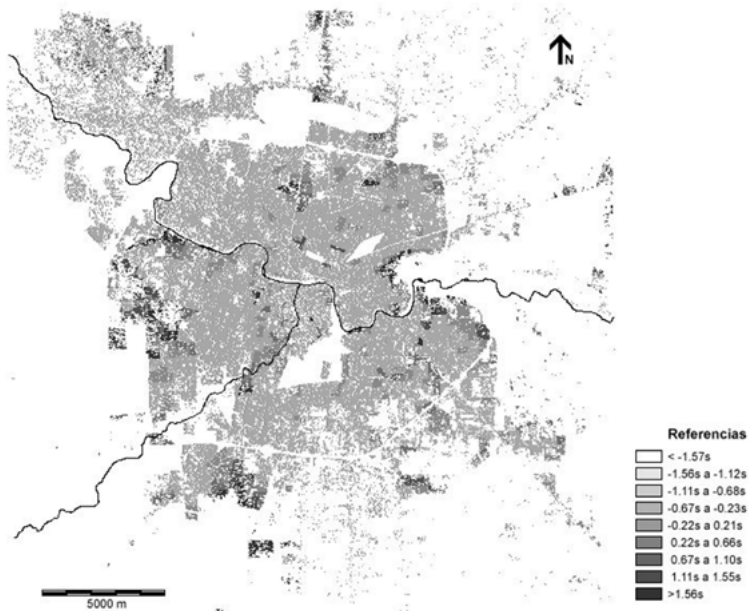 N
Referencias
< -1.57s
-1.56s a -1.12s
-1.11s a -0.68s
-0.67s a -0.23s
-0.22s a 0.21s
0.22s a 0.66s
0.67s a 1.10s
1.11s a 1.55s
>1.56s
5000 m